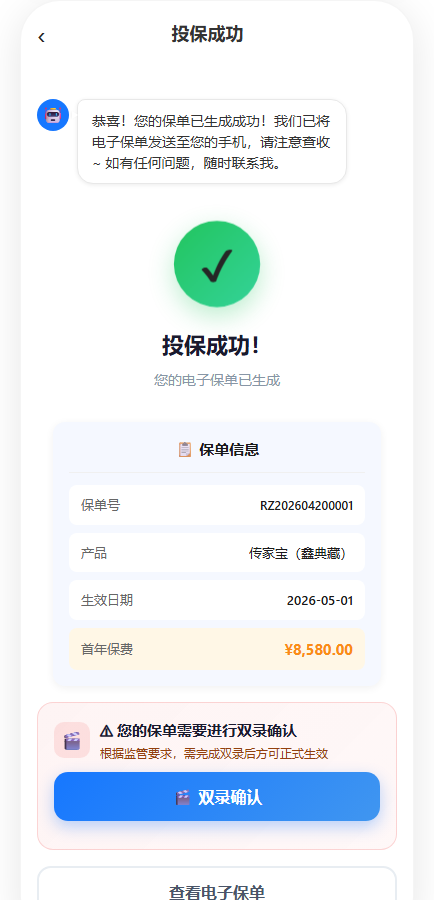 投保成功
恭喜！您的保单已生成成功！我们已将
电子保单发送至您的手机，请注意查收
~ 如有任何问题，随时联系我。
投保成功！
您的电子保单已生成
保单信息
保单号 RZ202604200001
产品 传家宝（鑫典藏）
生效日期 2026-05-01
首年保费 ¥8,580.00
您的保单需要进行双录确认
根据监管要求，需完成双录后方可正式生效
双录确认
查看电子保单